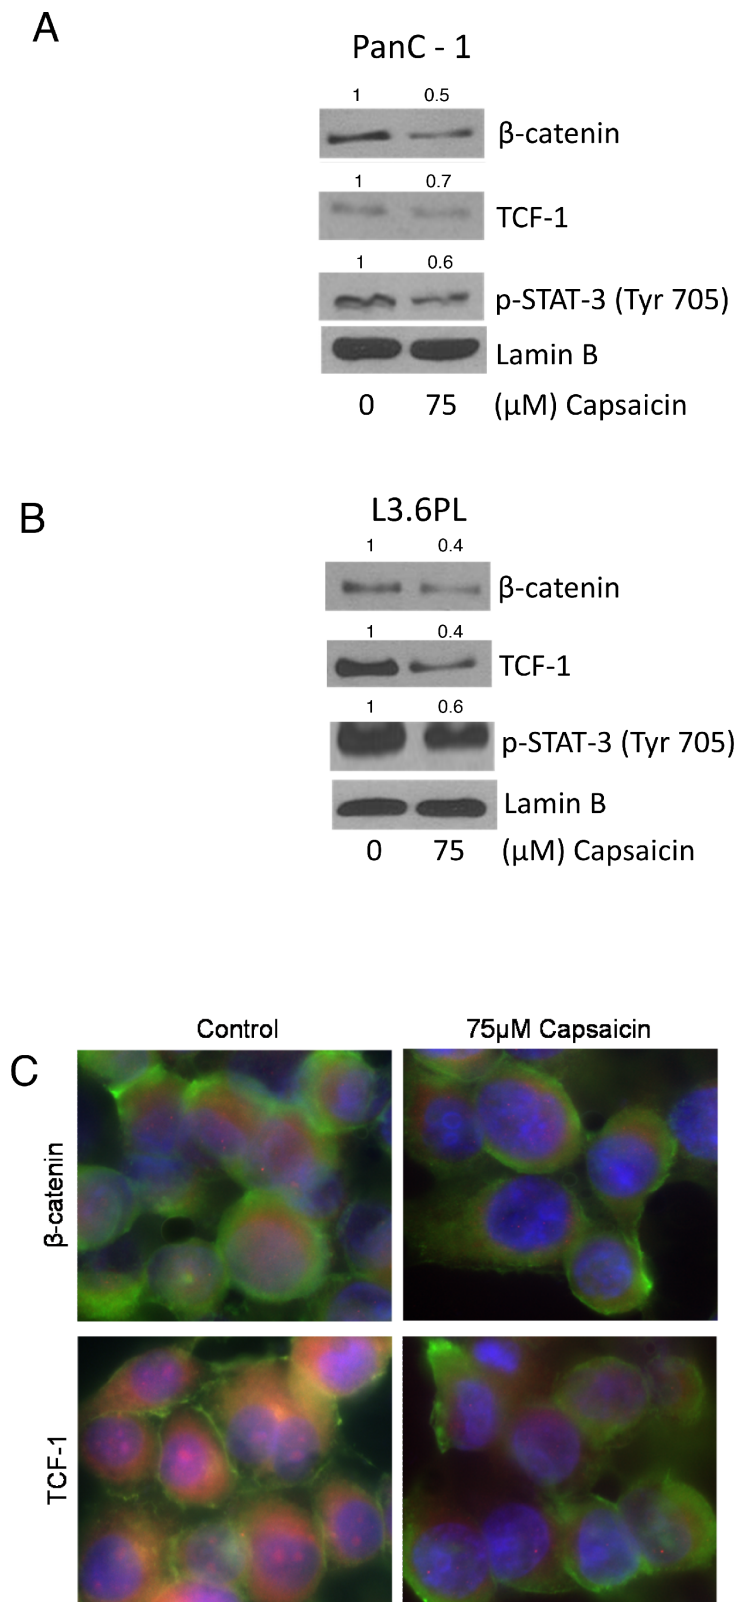 A
PanC - 1
1 0.5
β-catenin
1 0.7
TCF-1
1 0.6
p-STAT-3 (Tyr 705)
Lamin B
0 75 (μM) Capsaicin
B
L3.6PL
1 0.4
β-catenin
1 0.4
TCF-1
1 0.6
p-STAT-3 (Tyr 705)
Lamin B
0 75 (μM) Capsaicin
C
Control 75μM Capsaicin
β-catenin
TCF-1